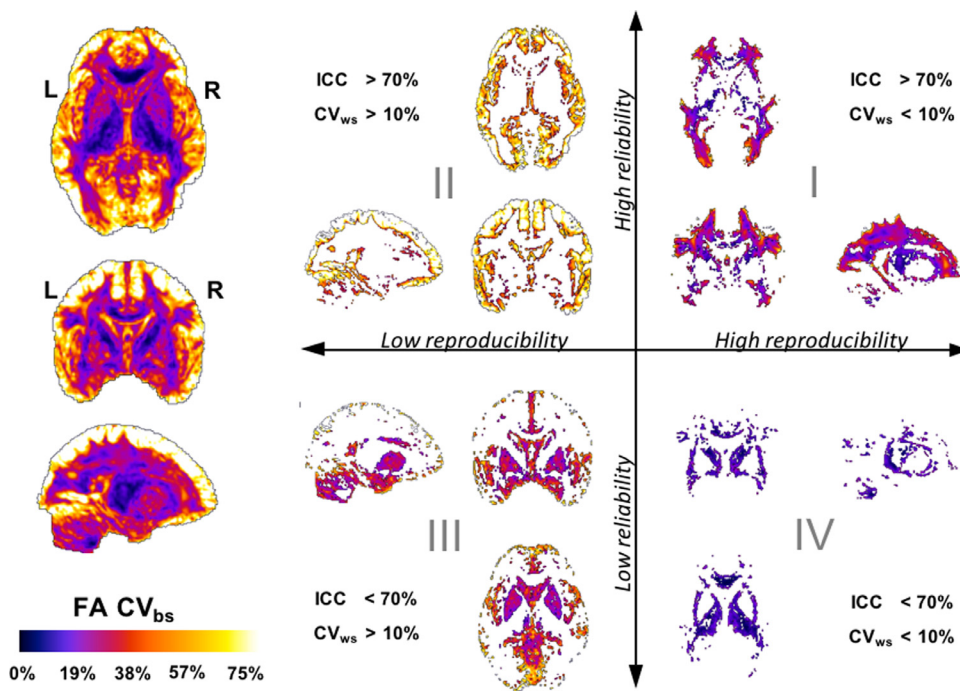 L R
L R
FA CVbs
0% 19% 38% 57% 75%
ICC > 70%
CVws > 10%
II
High reliability
ICC > 70%
CVws < 10%
I
Low reproducibility
High reproducibility
III
ICC < 70%
CVws > 10%
Low reliability
IV
ICC < 70%
CVws < 10%